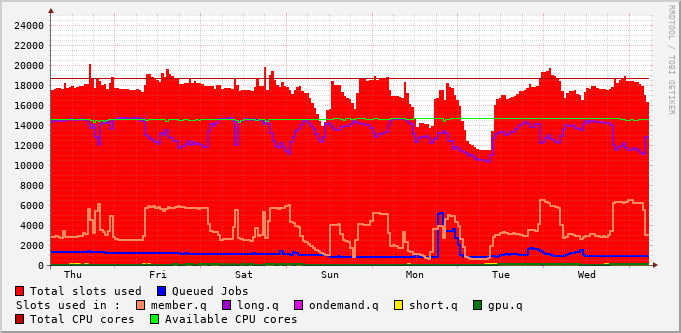 RRDTOOL / TOBI OETIKER
24000
22000
20000
18000
16000
14000
12000
10000
8000
6000
4000
2000
0
Thu Fri Sat Sun Mon Tue Wed
Total slots used Queued Jobs
Slots used in : member.q long.q ondemand.q short.q gpu.q
Total CPU cores Available CPU cores